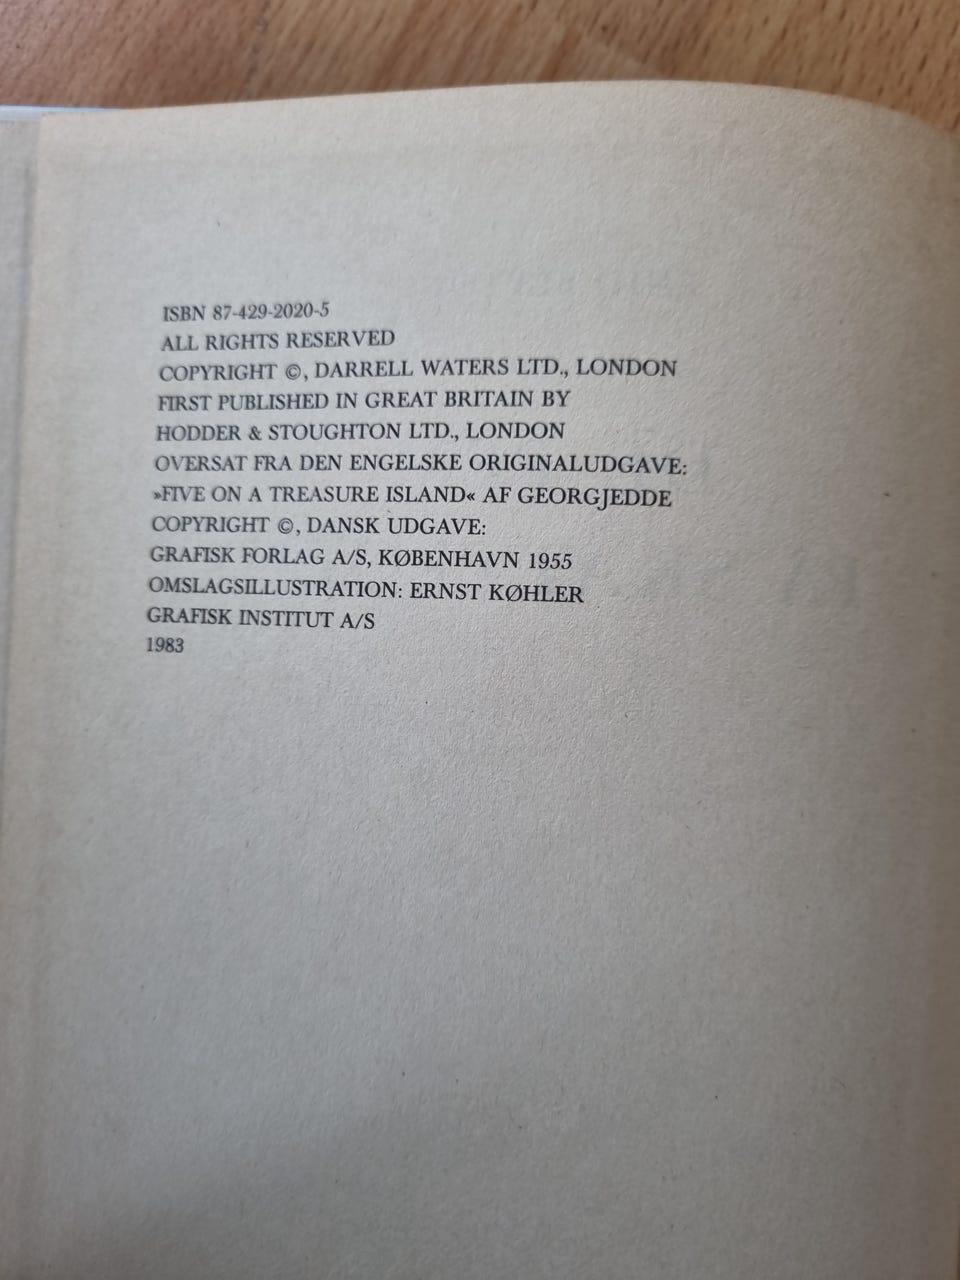 ISBN 87-429-2020-5
ALL RIGHTS RESERVED
COPYRIGHT ©, DARRELL WATERS LTD., LONDON
FIRST PUBLISHED IN GREAT BRITAIN BY
HODDER & STOUGHTON LTD., LONDON
OVERSAT FRA DEN ENGELSKE ORIGINALUDGAVE:
»FIVE ON A TREASURE ISLAND« AF GEORGJEDDE
COPYRIGHT ©, DANSK UDGAVE:
GRAFISK FORLAG A/S, KØBENHAVN 1955
OMSLAGSILLUSTRATION: ERNST KØHLER
GRAFISK INSTITUT A/S
1983